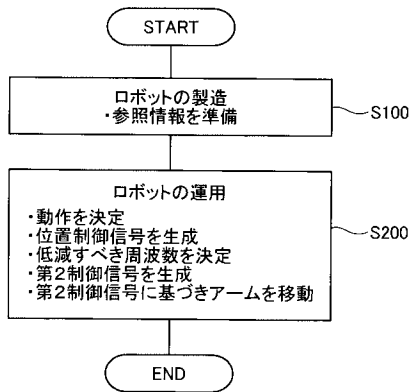 START
ロボットの製造
・参照情報を準備
S100
ロボットの運用
・動作を決定
・位置制御信号を生成
・低減すべき周波数を決定
・第2制御信号を生成
・第2制御信号に基づきアームを移動
S200
END